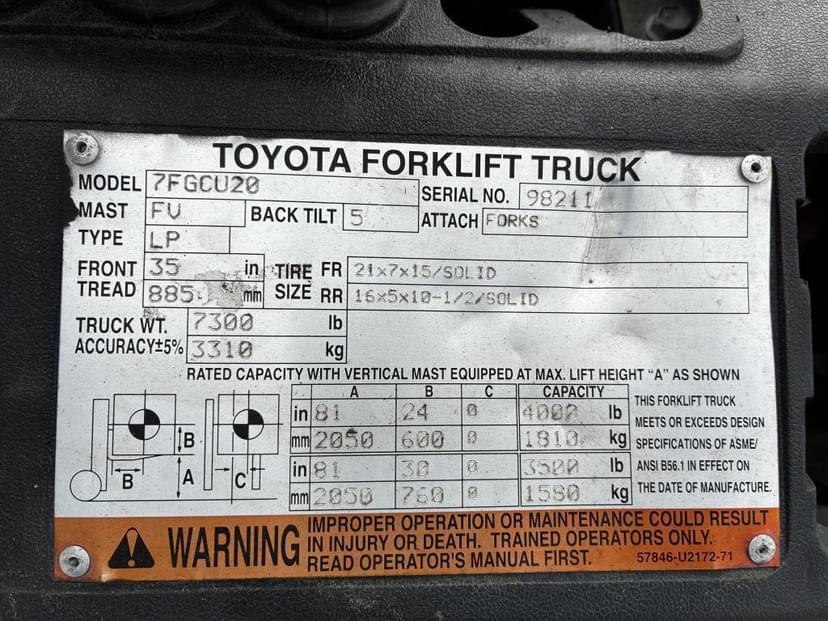 TOYOTA FORKLIFT TRUCK
MODEL 7FGCU20 SERIAL NO. 98211
MAST FV BACK TILT 5 ATTACH FORKS
TYPE LP
FRONT TREAD 35 in TIRE SIZE FR 21x7x15/SOLID
885 mm RR 16x5x10-1/2/SOLID
TRUCK WT. 7300 lb
ACCURACY±5% 3310 kg
RATED CAPACITY WITH VERTICAL MAST EQUIPPED AT MAX. LIFT HEIGHT “A” AS SHOWN
A B C CAPACITY
in 81 24 0 4000 lb
mm 2050 600 0 1810 kg
in 81 30 0 3500 lb
mm 2050 760 0 1580 kg
B
B A C
THIS FORKLIFT TRUCK
MEETS OR EXCEEDS DESIGN
SPECIFICATIONS OF ASME/
ANSI B56.1 IN EFFECT ON
THE DATE OF MANUFACTURE.
WARNING
IMPROPER OPERATION OR MAINTENANCE COULD RESULT
IN INJURY OR DEATH. TRAINED OPERATORS ONLY.
READ OPERATOR'S MANUAL FIRST.
57846-U2172-71